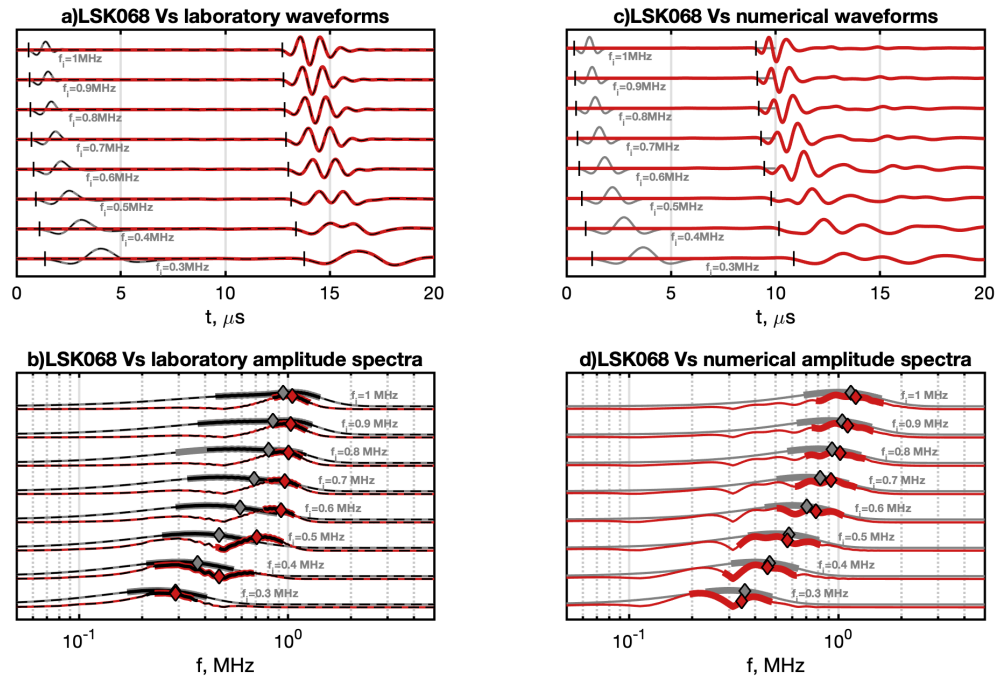 a)LSK068 Vs laboratory waveforms
fi=1MHz
fi=0.9MHz
fi=0.8MHz
fi=0.7MHz
fi=0.6MHz
fi=0.5MHz
fi=0.4MHz
fi=0.3MHz
0 5 10 15 20
t, μs
c)LSK068 Vs numerical waveforms
fi=1MHz
fi=0.9MHz
fi=0.8MHz
fi=0.7MHz
fi=0.6MHz
fi=0.5MHz
fi=0.4MHz
fi=0.3MHz
0 5 10 15 20
t, μs
b)LSK068 Vs laboratory amplitude spectra
fi=1 MHz
fi=0.9 MHz
fi=0.8 MHz
fi=0.7 MHz
fi=0.6 MHz
fi=0.5 MHz
fi=0.4 MHz
fi=0.3 MHz
10-1 100
f, MHz
d)LSK068 Vs numerical amplitude spectra
fi=1 MHz
fi=0.9 MHz
fi=0.8 MHz
fi=0.7 MHz
fi=0.6 MHz
fi=0.5 MHz
fi=0.4 MHz
fi=0.3 MHz
10-1 100
f, MHz